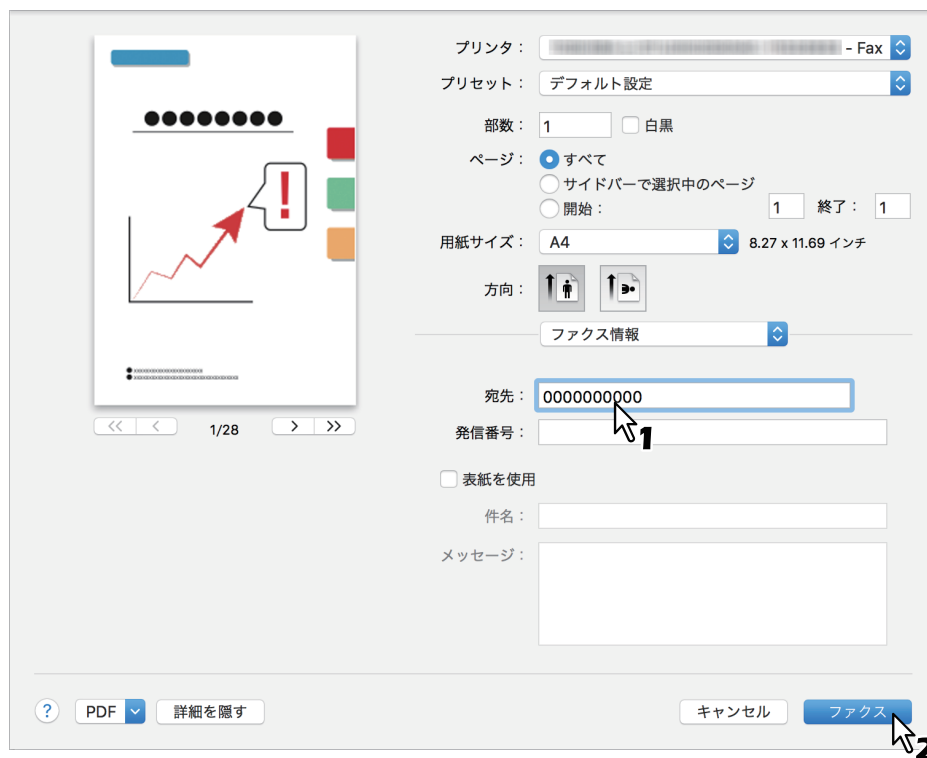 プリンタ： - Fax
プリセット： デフォルト設定
部数： 1 白黒
ページ： すべて
サイドバーで選択中のページ
開始： 1 終了： 1
用紙サイズ： A4 8.27 x 11.69 インチ
方向：
ファクス情報
宛先： 0000000000
1
発信番号：
表紙を使用
件名：
メッセージ：
!
<< < 1/28 > >>
? PDF 詳細を隠す キャンセル ファクス
2